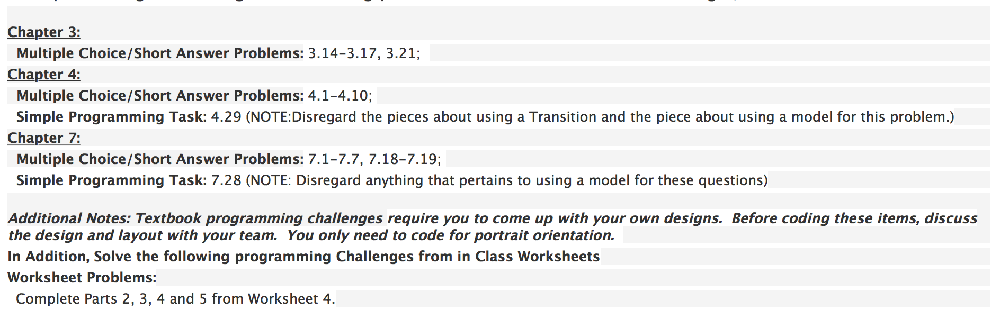 Chapter 3:
Multiple Choice/Short Answer Problems: 3.14-3.17, 3.21;
Chapter 4:
Multiple Choice/Short Answer Problems: 4.1-4.10;
Simple Programming Task: 4.29 (NOTE:Disregard the pieces about using a Transition and the piece about using a model for this problem.)
Chapter 7:
Multiple Choice/Short Answer Problems: 7.1-7.7, 7.18-7.19;
Simple Programming Task: 7.28 (NOTE: Disregard anything that pertains to using a model for these questions)
Additional Notes: Textbook programming challenges require you to come up with your own designs.  Before coding these items, discuss
the design and layout with your team.  You only need to code for portrait orientation.
In Addition, Solve the following programming Challenges from in Class Worksheets
Worksheet Problems:
Complete Parts 2, 3, 4 and 5 from Worksheet 4.